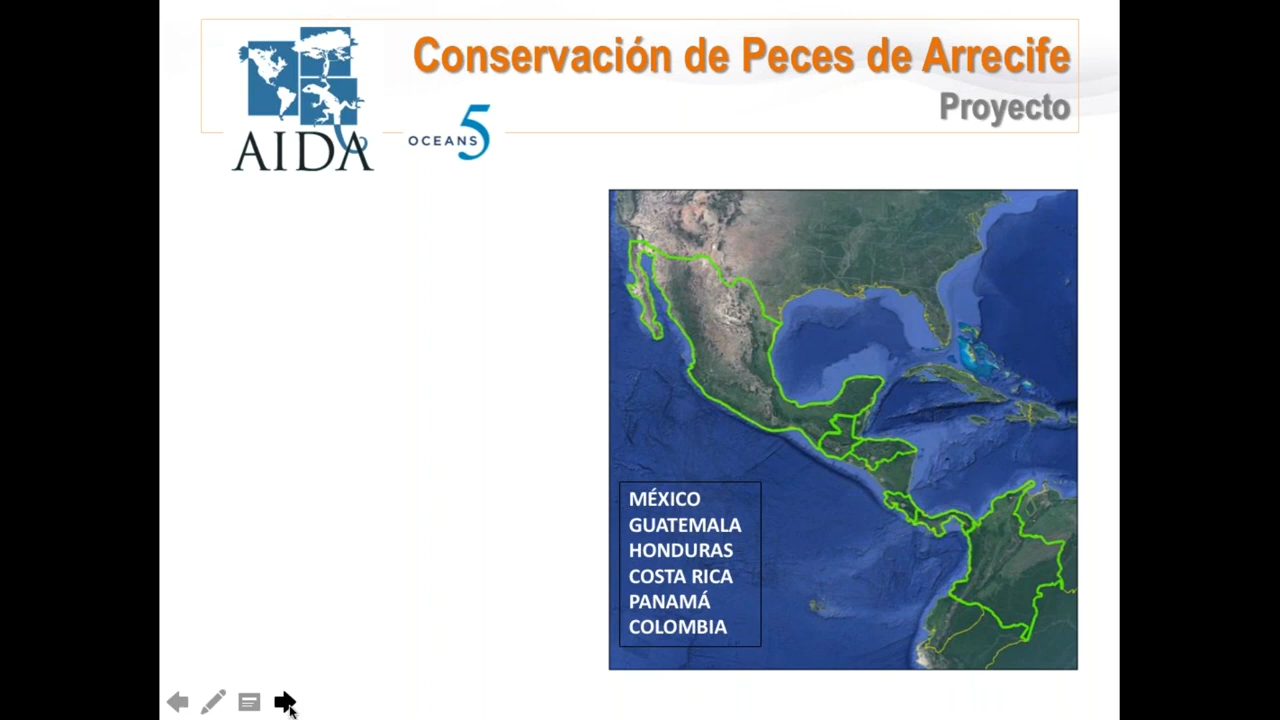 Conservación de Peces de Arrecife
Proyecto
AIDA
OCEANS 5
MÉXICO
GUATEMALA
HONDURAS
COSTA RICA
PANAMÁ
COLOMBIA